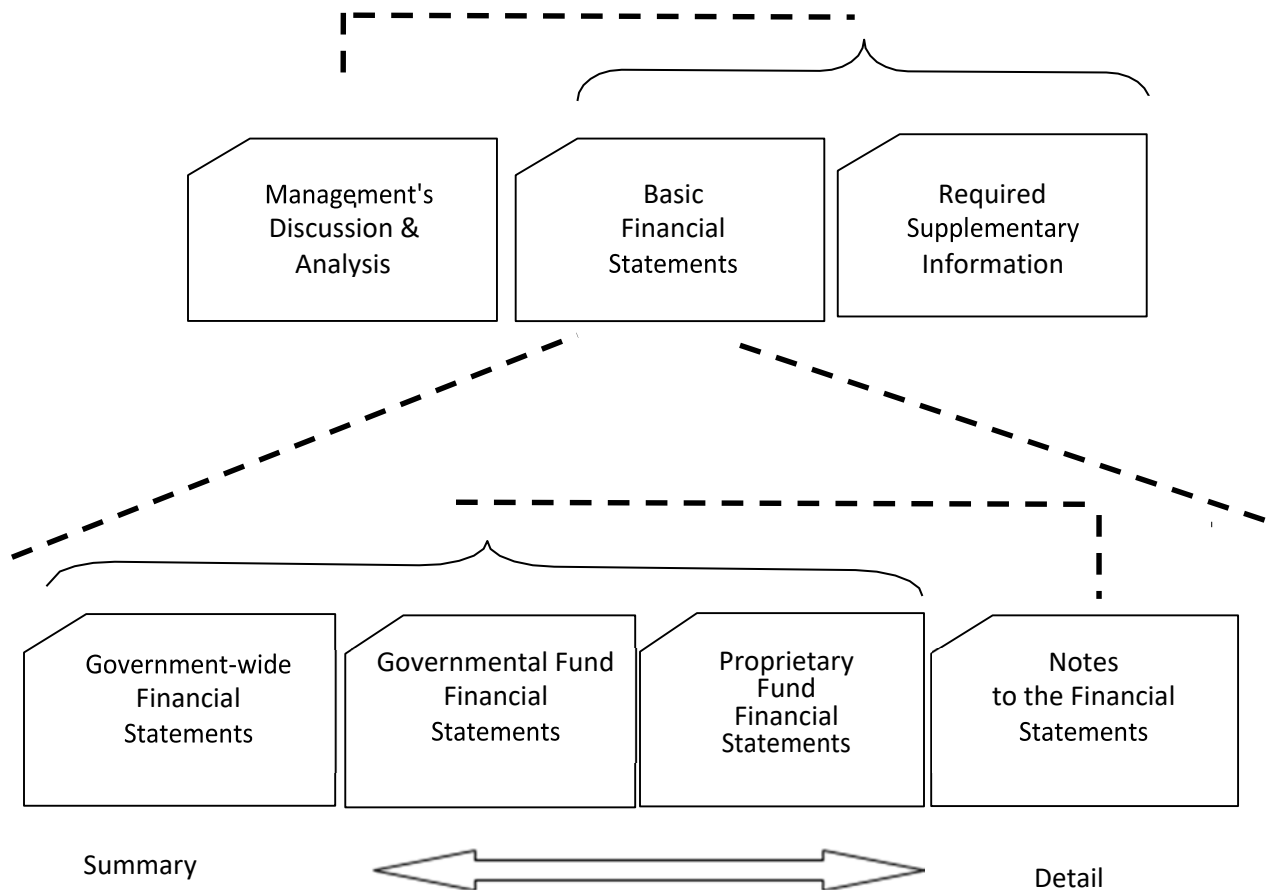 Management's
Discussion &
Analysis
Basic
Financial
Statements
Required
Supplementary
Information
Government-wide
Financial
Statements
Governmental Fund
Financial
Statements
Proprietary
Fund
Financial
Statements
Notes
to the Financial
Statements
Summary
Detail